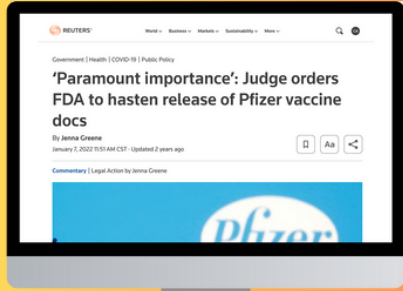 REUTERS®
World Business Markets Sustainability More
Government | Health | COVID-19 | Public Policy
‘Paramount importance’: Judge orders
FDA to hasten release of Pfizer vaccine
docs
By Jenna Greene
January 7, 2022 11:51 AM CST · Updated 2 years ago
Aa
Commentary | Legal Action by Jenna Greene
Pfizer